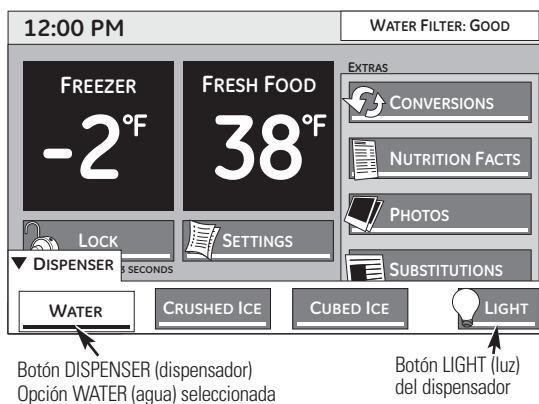 12:00 PM
WATER FILTER: GOOD
FREEZER
-2°F
FRESH FOOD
38°F
EXTRAS
CONVERSIONS
NUTRITION FACTS
PHOTOS
SUBSTITUTIONS
LOCK
SETTINGS
▼ DISPENSER
3 SECONDS
WATER
CRUSHED ICE
CUBED ICE
LIGHT
Botón DISPENSER (dispensador)
Opción WATER (agua) seleccionada
Botón LIGHT (luz)
del dispensador